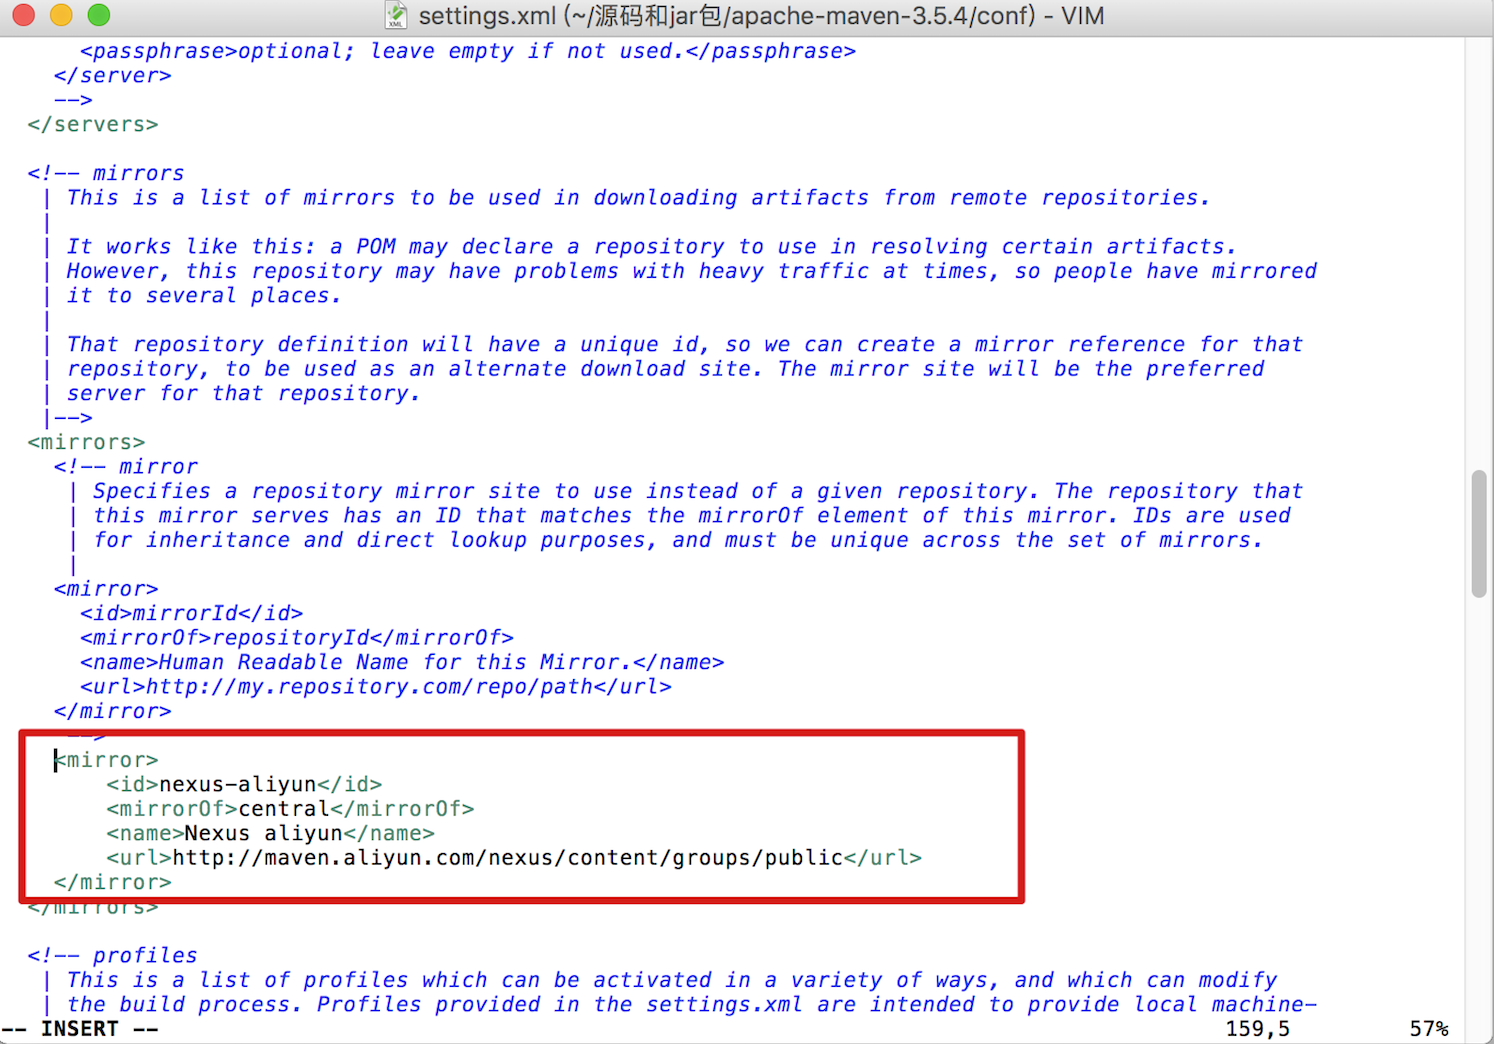 settings.xml (~/源码和jar包/apache-maven-3.5.4/conf) - VIM
<passphrase>optional; leave empty if not used.</passphrase>
</server>
-->
</servers>
<!-- mirrors
| This is a list of mirrors to be used in downloading artifacts from remote repositories.
|
| It works like this: a POM may declare a repository to use in resolving certain artifacts.
| However, this repository may have problems with heavy traffic at times, so people have mirrored
| it to several places.
|
| That repository definition will have a unique id, so we can create a mirror reference for that
| repository, to be used as an alternate download site. The mirror site will be the preferred
| server for that repository.
|-->
<mirrors>
<!-- mirror
| Specifies a repository mirror site to use instead of a given repository. The repository that
| this mirror serves has an ID that matches the mirrorOf element of this mirror. IDs are used
| for inheritance and direct lookup purposes, and must be unique across the set of mirrors.
|
<mirror>
<id>mirrorId</id>
<mirrorOf>repositoryId</mirrorOf>
<name>Human Readable Name for this Mirror.</name>
<url>http://my.repository.com/repo/path</url>
</mirror>
-->
<mirror>
<id>nexus-aliyun</id>
<mirrorOf>central</mirrorOf>
<name>Nexus aliyun</name>
<url>http://maven.aliyun.com/nexus/content/groups/public</url>
</mirror>
</mirrors>
<!-- profiles
| This is a list of profiles which can be activated in a variety of ways, and which can modify
| the build process. Profiles provided in the settings.xml are intended to provide local machine-
-- INSERT -- 159,5 57%